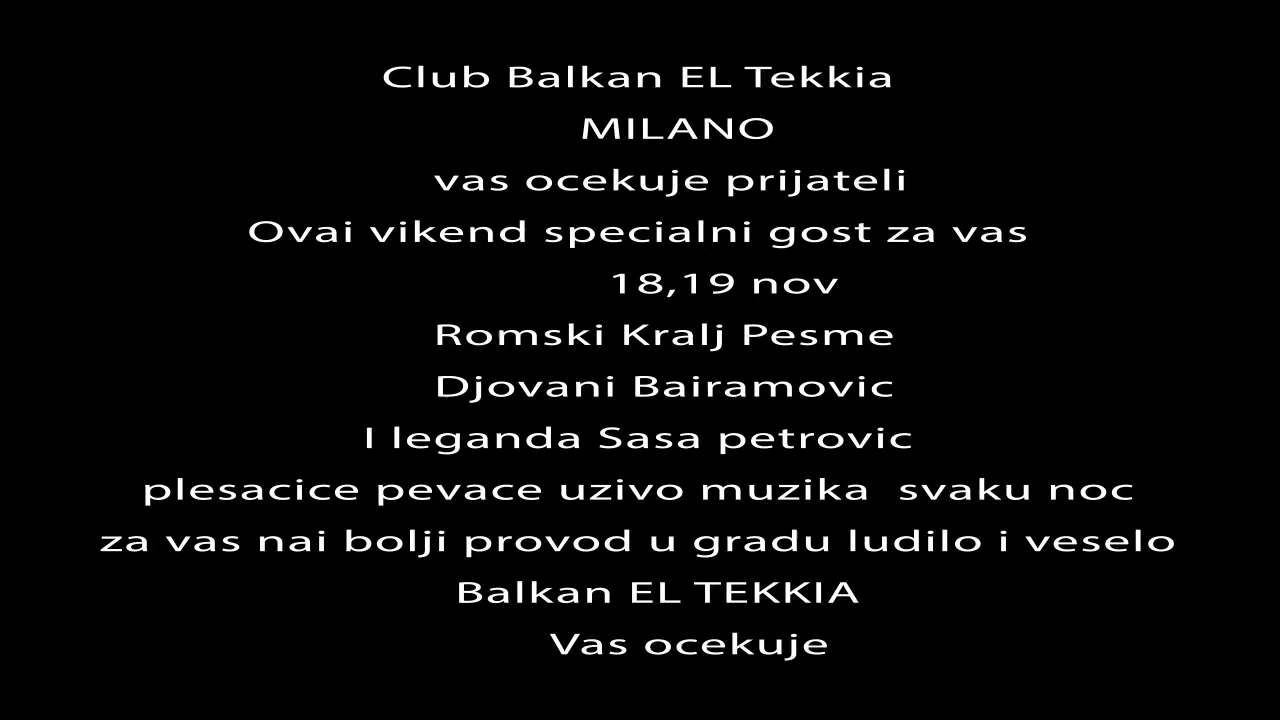 Club Balkan EL Tekkia
MILANO
vas ocekuje prijateli
Ovai vikend specialni gost za vas
18,19 nov
Romski Kralj Pesme
Djovani Bairamovic
I leganda Sasa petrovic
plesacice pevace uzivo muzika  svaku noc
za vas nai bolji provod u gradu ludilo i veselo
Balkan EL TEKKIA
Vas ocekuje